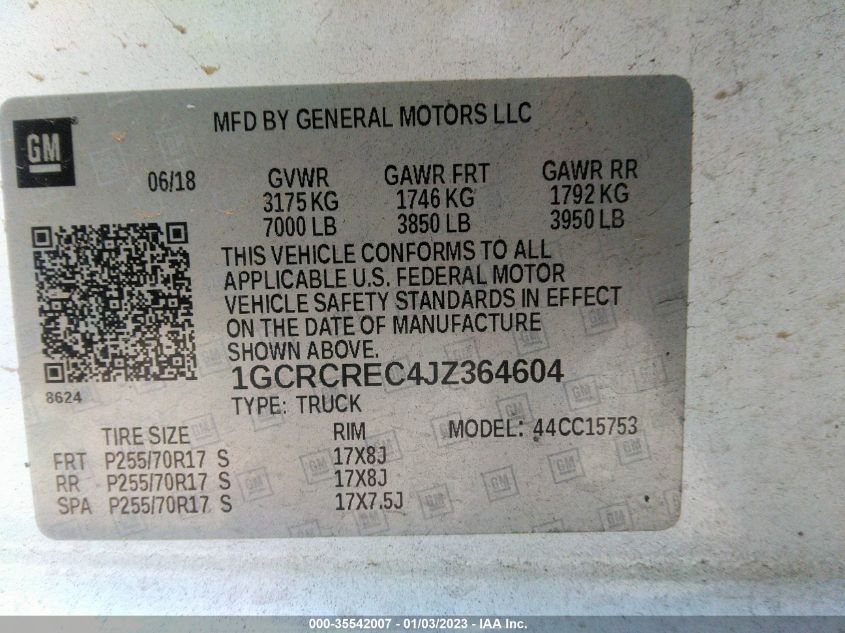 MFD BY GENERAL MOTORS LLC
GM
06/18 GVWR GAWR FRT GAWR RR
3175 KG 1746 KG 1792 KG
7000 LB 3850 LB 3950 LB
THIS VEHICLE CONFORMS TO ALL
APPLICABLE U.S. FEDERAL MOTOR
VEHICLE SAFETY STANDARDS IN EFFECT
ON THE DATE OF MANUFACTURE
SHOWN ABOVE.
8624
1GCRCREC4JZ364604
TYPE: TRUCK MODEL: 44CC15753
TIRE SIZE RIM
FRT P255/70R17 S 17X8J
RR P255/70R17 S 17X8J
SPA P255/70R17 S 17X7.5J
000-35542007 - 01/03/2023 - IAA Inc.